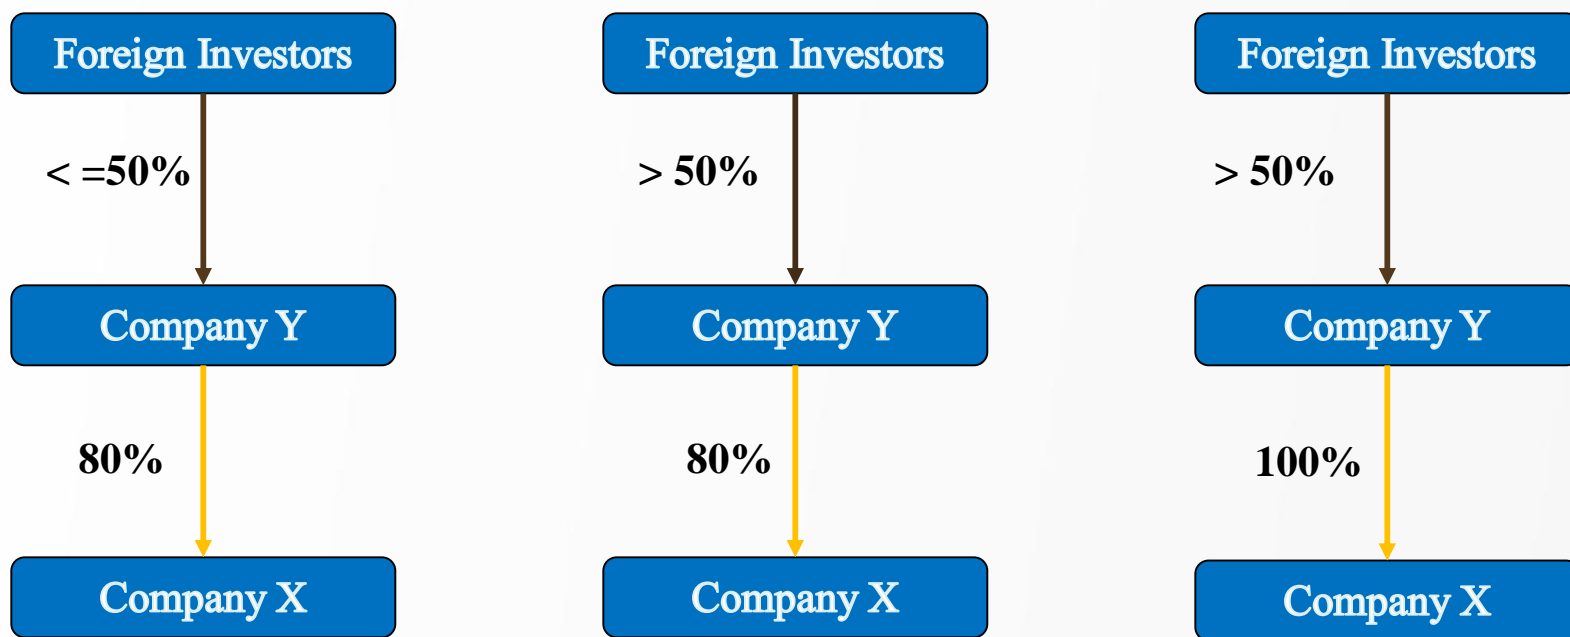 Foreign Investors
Foreign Investors
Foreign Investors
< =50%
> 50%
> 50%
Company Y
Company Y
Company Y
80%
80%
100%
Company X
Company X
Company X